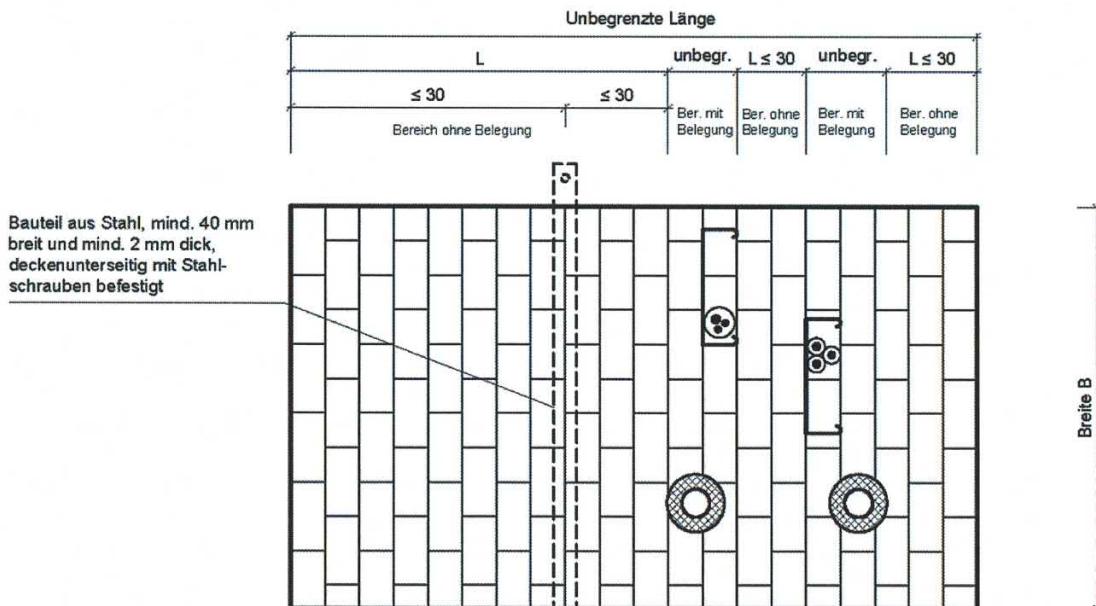 Unbegrenzte Länge
L
unbegr.
L ≤ 30
unbegr.
L ≤ 30
≤ 30
≤ 30
Bereich ohne Belegung
Ber. mit
Belegung
Ber. ohne
Belegung
Ber. mit
Belegung
Ber. ohne
Belegung
Bauteil aus Stahl, mind. 40 mm
breit und mind. 2 mm dick,
deckenunterseitig mit Stahl-
schrauben befestigt
Breite B